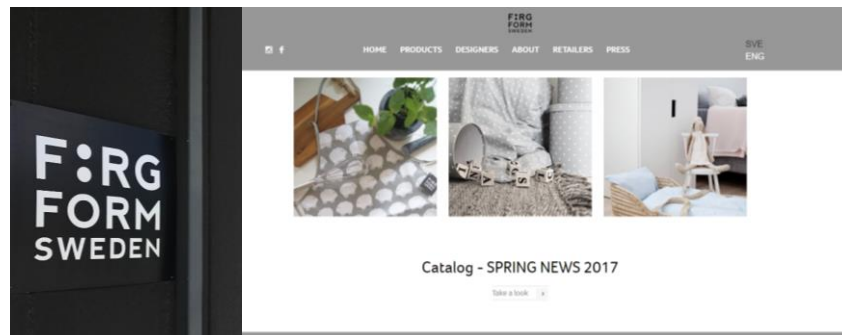 F:RG
FORM
SWEDEN
F:RG
FORM
SWEDEN
HOME PRODUCTS DESIGNERS ABOUT RETAILERS PRESS
SVE
ENG
Catalog - SPRING NEWS 2017
Take a look